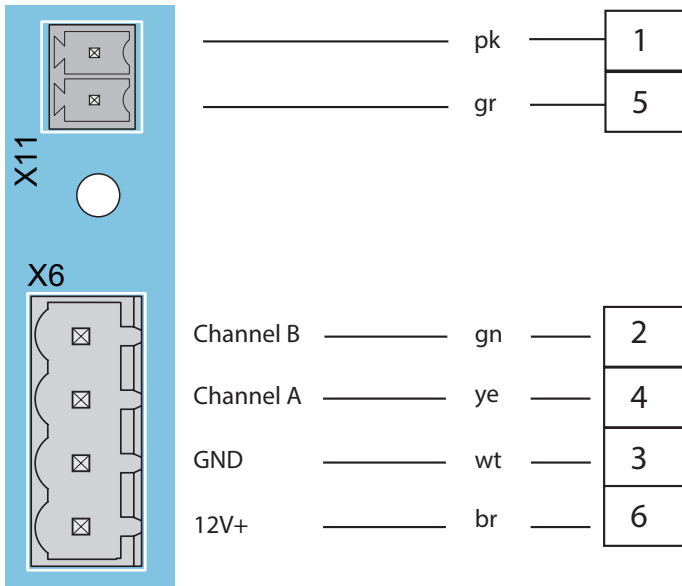 pk 1
gr 5
X11
X6
Channel B gn 2
Channel A ye 4
GND wt 3
12V+ br 6